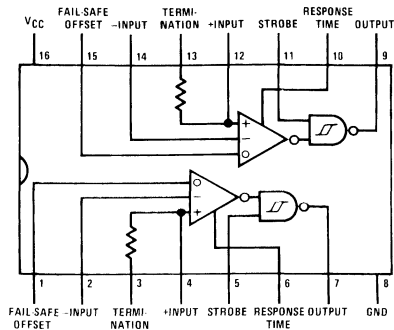 VCC
FAIL-SAFE
OFFSET
-INPUT
TERMI-
NATION
+INPUT
STROBE
RESPONSE
TIME
OUTPUT
16
15
14
13
12
11
10
9
+
-
-
+
1
2
3
4
5
6
7
8
FAIL-SAFE
OFFSET
-INPUT
TERMI-
NATION
+INPUT
STROBE
RESPONSE
TIME
OUTPUT
GND